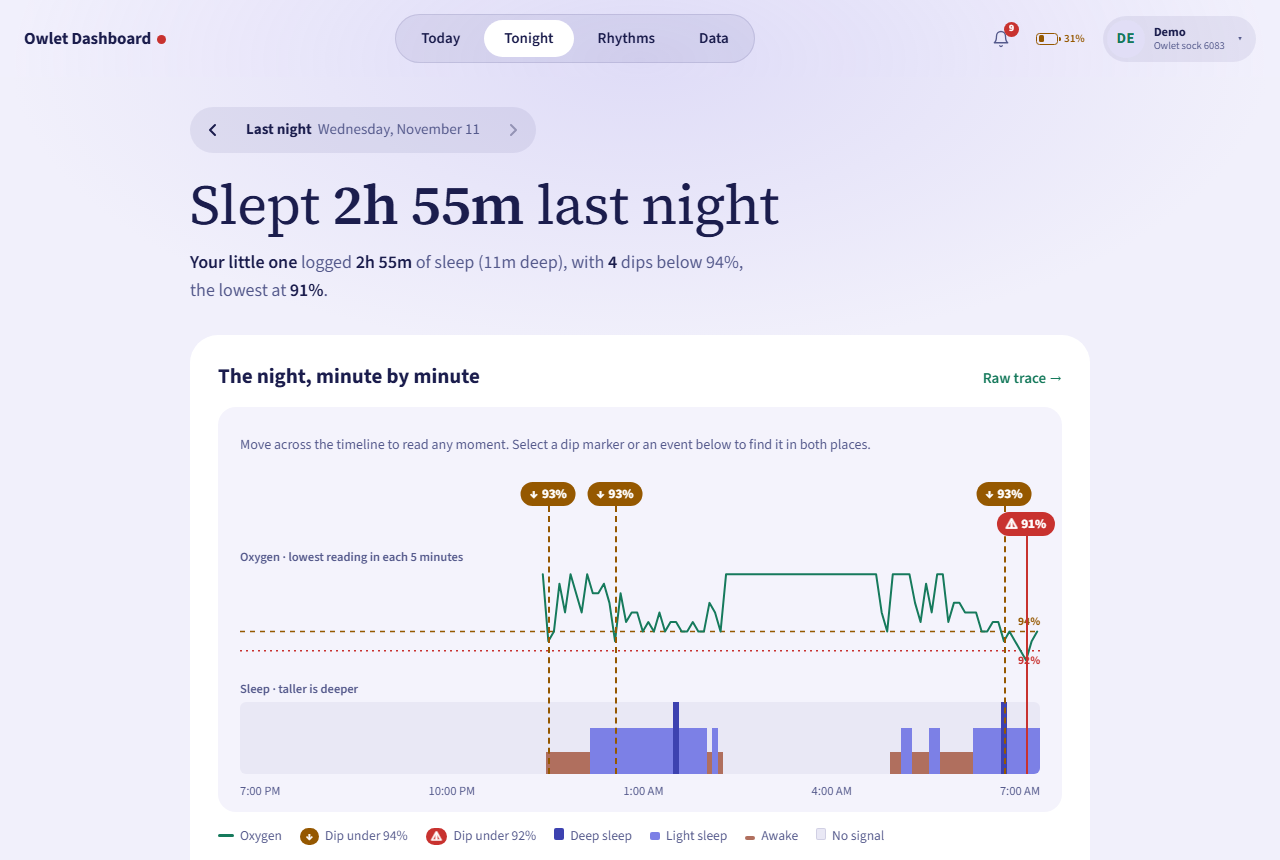 Owlet Dashboard
Today
Tonight
Rhythms
Data
9
31%
DE
Demo
Owlet sock 6083
Last night Wednesday, November 11
Slept 2h 55m last night
Your little one logged 2h 55m of sleep (11m deep), with 4 dips below 94%,
the lowest at 91%.
The night, minute by minute
Raw trace →
Move across the timeline to read any moment. Select a dip marker or an event below to find it in both places.
93%
93%
93%
91%
Oxygen · lowest reading in each 5 minutes
94%
92%
Sleep · taller is deeper
7:00 PM
10:00 PM
1:00 AM
4:00 AM
7:00 AM
Oxygen
Dip under 94%
Dip under 92%
Deep sleep
Light sleep
Awake
No signal